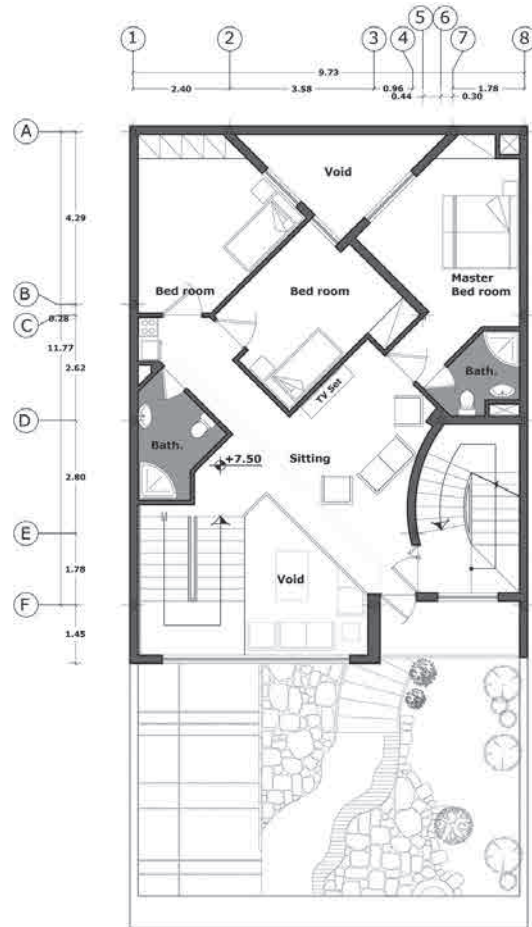 1 2 3 4 5 6 7 8
9.73
2.40 3.58 0.96 0.44 0.30 1.78
A
Void
4.29
Master
Bed room
B
Bed room
Bed room
C
0.28
11.77
2.62
Bath.
TV Set
D
Bath.
+7.50
Sitting
2.80
E
1.78
Void
F
1.45